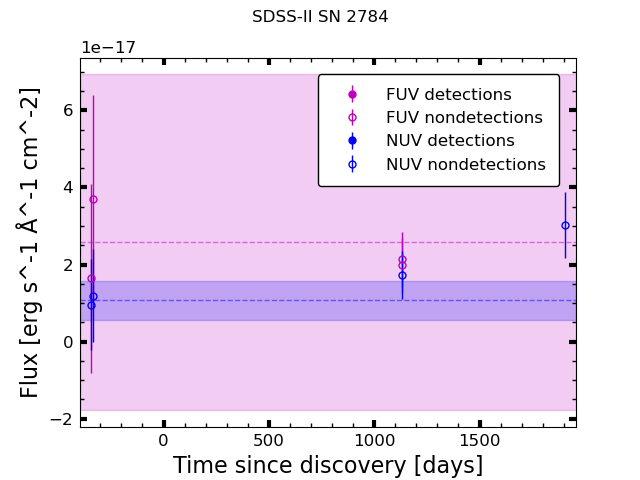 SDSS-II SN 2784
1e−17
FUV detections
FUV nondetections
NUV detections
NUV nondetections
6
4
2
0
−2
0 500 1000 1500
Time since discovery [days]
Flux [erg s^-1 Å^-1 cm^-2]